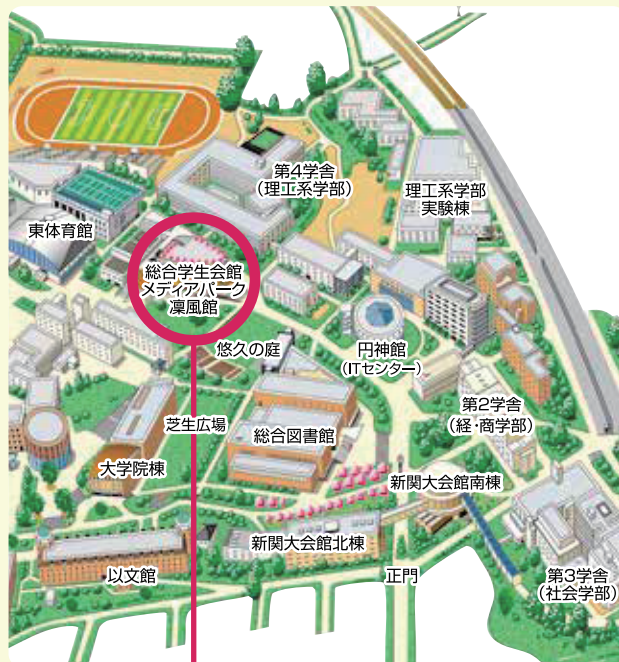 第4学舎
(理工系学部)
理工系学部
実験棟
東体育館
総合学生会館
メディアパーク
凜風館
悠久の庭
円神館
(ITセンター)
第2学舎
(経・商学部)
芝生広場
総合図書館
大学院棟
新関大会館南棟
新関大会館北棟
以文館
正門
第3学舎
(社会学部)